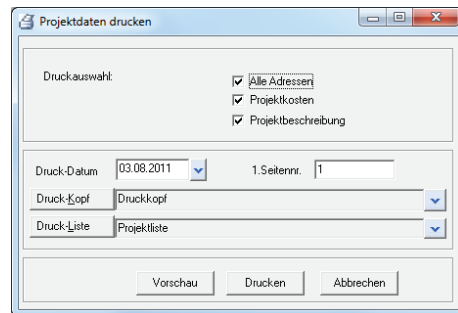 Projektdaten drucken
Druckauswahl:
Alle Adressen
Projektkosten
Projektbeschreibung
Druck-Datum 03.08.2011 1.Seitennr. 1
Druck-Kopf Druckkopf
Druck-Liste Projektliste
Vorschau Drucken Abbrechen